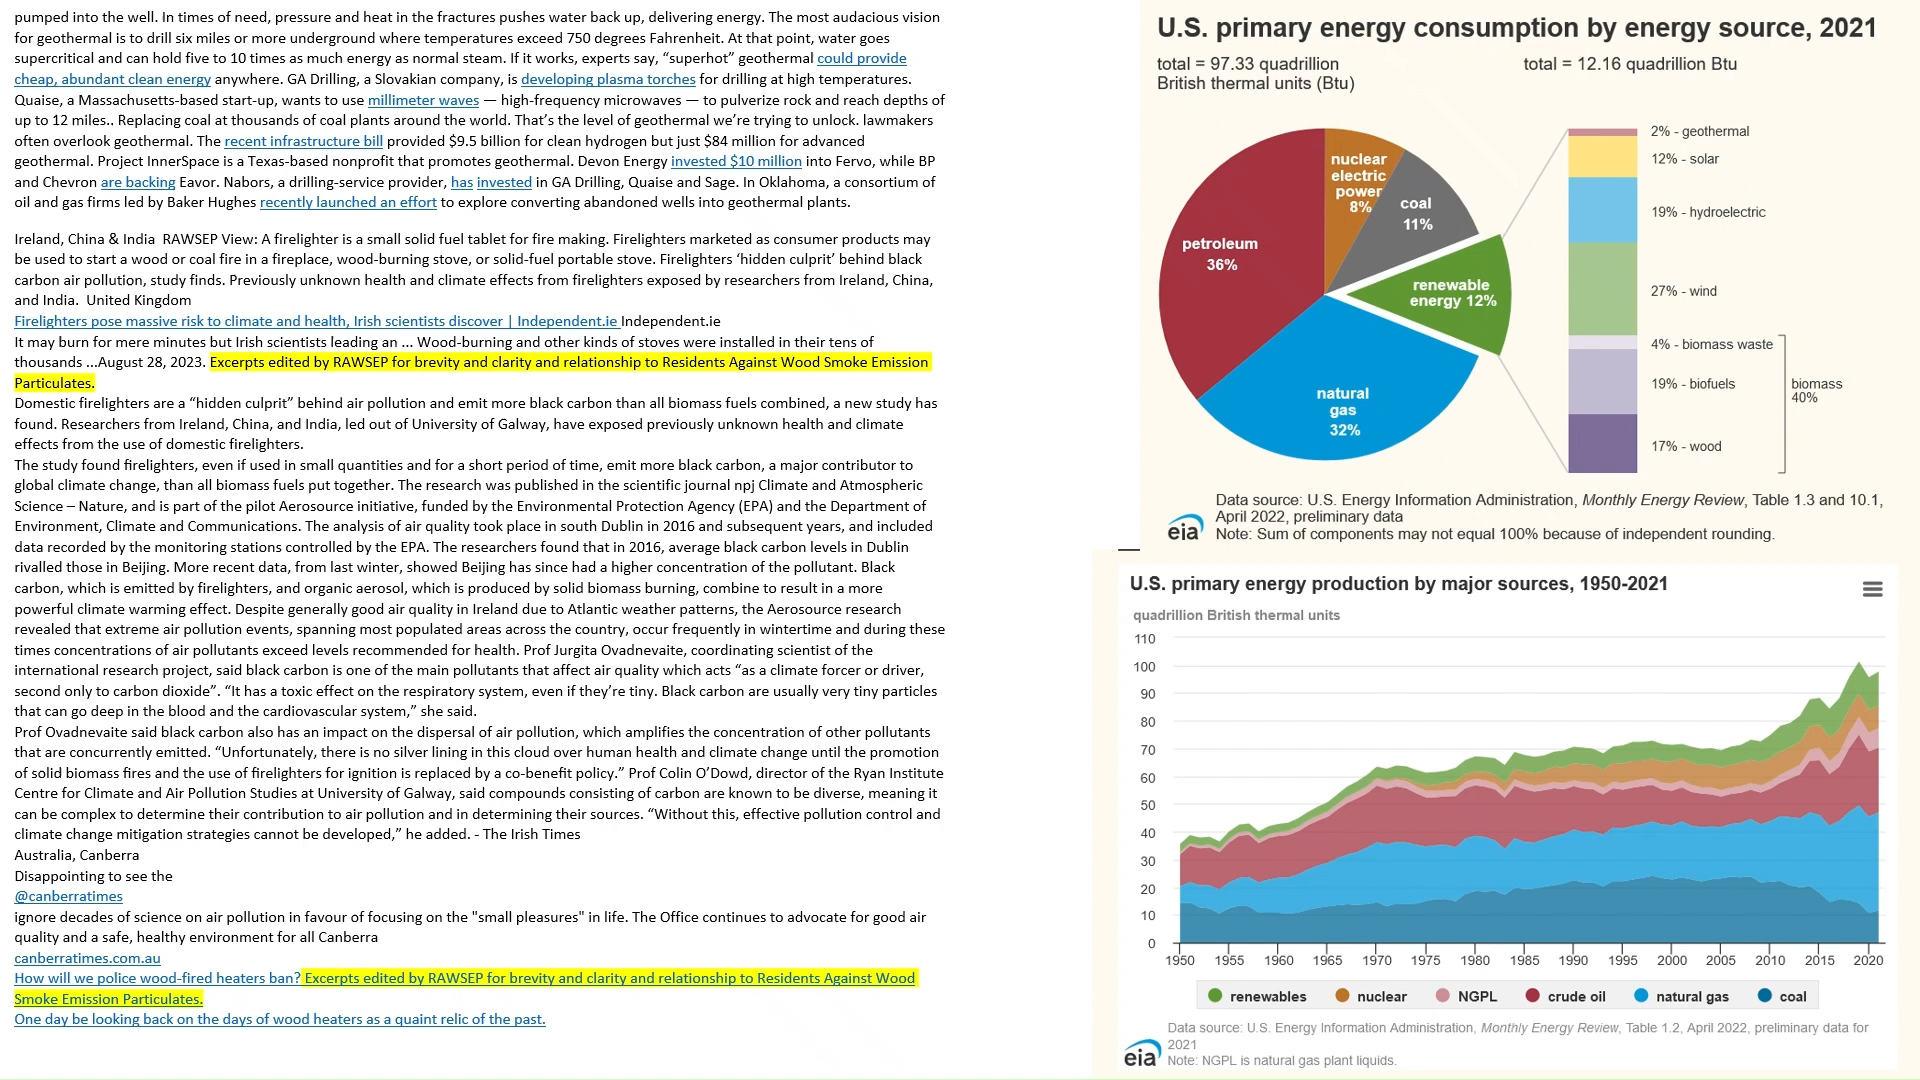 pumped into the well. In times of need, pressure and heat in the fractures pushes water back up, delivering energy. The most audacious vision
for geothermal is to drill six miles or more underground where temperatures exceed 750 degrees Fahrenheit. At that point, water goes
supercritical and can hold five to 10 times as much energy as normal steam. If it works, experts say, “superhot” geothermal could provide
cheap, abundant clean energy anywhere. GA Drilling, a Slovakian company, is developing plasma torches for drilling at high temperatures.
Quaise, a Massachusetts-based start-up, wants to use millimeter waves — high-frequency microwaves — to pulverize rock and reach depths of
up to 12 miles.. Replacing coal at thousands of coal plants around the world. That’s the level of geothermal we’re trying to unlock. lawmakers
often overlook geothermal. The recent infrastructure bill provided $9.5 billion for clean hydrogen but just $84 million for advanced
geothermal. Project InnerSpace is a Texas-based nonprofit that promotes geothermal. Devon Energy invested $10 million into Fervo, while BP
and Chevron are backing Eavor. Nabors, a drilling-service provider, has invested in GA Drilling, Quaise and Sage. In Oklahoma, a consortium of
oil and gas firms led by Baker Hughes recently launched an effort to explore converting abandoned wells into geothermal plants.
Ireland, China & India  RAWSEP View: A firelighter is a small solid fuel tablet for fire making. Firelighters marketed as consumer products may
be used to start a wood or coal fire in a fireplace, wood-burning stove, or solid-fuel portable stove. Firelighters ‘hidden culprit’ behind black
carbon air pollution, study finds. Previously unknown health and climate effects from firelighters exposed by researchers from Ireland, China,
and India.  United Kingdom
Firelighters pose massive risk to climate and health, Irish scientists discover | Independent.ie Independent.ie
It may burn for mere minutes but Irish scientists leading an ... Wood-burning and other kinds of stoves were installed in their tens of
thousands ...August 28, 2023. Excerpts edited by RAWSEP for brevity and clarity and relationship to Residents Against Wood Smoke Emission
Particulates.
Domestic firelighters are a “hidden culprit” behind air pollution and emit more black carbon than all biomass fuels combined, a new study has
found. Researchers from Ireland, China, and India, led out of University of Galway, have exposed previously unknown health and climate
effects from the use of domestic firelighters.
The study found firelighters, even if used in small quantities and for a short period of time, emit more black carbon, a major contributor to
global climate change, than all biomass fuels put together. The research was published in the scientific journal npj Climate and Atmospheric
Science – Nature, and is part of the pilot Aerosource initiative, funded by the Environmental Protection Agency (EPA) and the Department of
Environment, Climate and Communications. The analysis of air quality took place in south Dublin in 2016 and subsequent years, and included
data recorded by the monitoring stations controlled by the EPA. The researchers found that in 2016, average black carbon levels in Dublin
rivalled those in Beijing. More recent data, from last winter, showed Beijing has since had a higher concentration of the pollutant. Black
carbon, which is emitted by firelighters, and organic aerosol, which is produced by solid biomass burning, combine to result in a more
powerful climate warming effect. Despite generally good air quality in Ireland due to Atlantic weather patterns, the Aerosource research
revealed that extreme air pollution events, spanning most populated areas across the country, occur frequently in wintertime and during these
times concentrations of air pollutants exceed levels recommended for health. Prof Jurgita Ovadnevaite, coordinating scientist of the
international research project, said black carbon is one of the main pollutants that affect air quality which acts “as a climate forcer or driver,
second only to carbon dioxide”. “It has a toxic effect on the respiratory system, even if they’re tiny. Black carbon are usually very tiny particles
that can go deep in the blood and the cardiovascular system,” she said.
Prof Ovadnevaite said black carbon also has an impact on the dispersal of air pollution, which amplifies the concentration of other pollutants
that are concurrently emitted. “Unfortunately, there is no silver lining in this cloud over human health and climate change until the promotion
of solid biomass fires and the use of firelighters for ignition is replaced by a co-benefit policy.” Prof Colin O’Dowd, director of the Ryan Institute
Centre for Climate and Air Pollution Studies at University of Galway, said compounds consisting of carbon are known to be diverse, meaning it
can be complex to determine their contribution to air pollution and in determining their sources. “Without this, effective pollution control and
climate change mitigation strategies cannot be developed,” he added. - The Irish Times
Australia, Canberra
Disappointing to see the
@canberratimes
ignore decades of science on air pollution in favour of focusing on the "small pleasures" in life. The Office continues to advocate for good air
quality and a safe, healthy environment for all Canberra
canberratimes.com.au
How will we police wood-fired heaters ban? Excerpts edited by RAWSEP for brevity and clarity and relationship to Residents Against Wood
Smoke Emission Particulates.
One day be looking back on the days of wood heaters as a quaint relic of the past.
U.S. primary energy consumption by energy source, 2021
total = 97.33 quadrillion
British thermal units (Btu)
total = 12.16 quadrillion Btu
nuclear
electric
power
8%
coal
11%
petroleum
36%
renewable
energy 12%
natural
gas
32%
2% - geothermal
12% - solar
19% - hydroelectric
27% - wind
4% - biomass waste
19% - biofuels
17% - wood
biomass
40%
eia
Data source: U.S. Energy Information Administration, Monthly Energy Review, Table 1.3 and 10.1,
April 2022, preliminary data
Note: Sum of components may not equal 100% because of independent rounding.
U.S. primary energy production by major sources, 1950-2021
quadrillion British thermal units
110
100
90
80
70
60
50
40
30
20
10
0
1950 1955 1960 1965 1970 1975 1980 1985 1990 1995 2000 2005 2010 2015 2020
renewables nuclear NGPL crude oil natural gas coal
eia
Data source: U.S. Energy Information Administration, Monthly Energy Review, Table 1.2, April 2022, preliminary data for
2021
Note: NGPL is natural gas plant liquids.